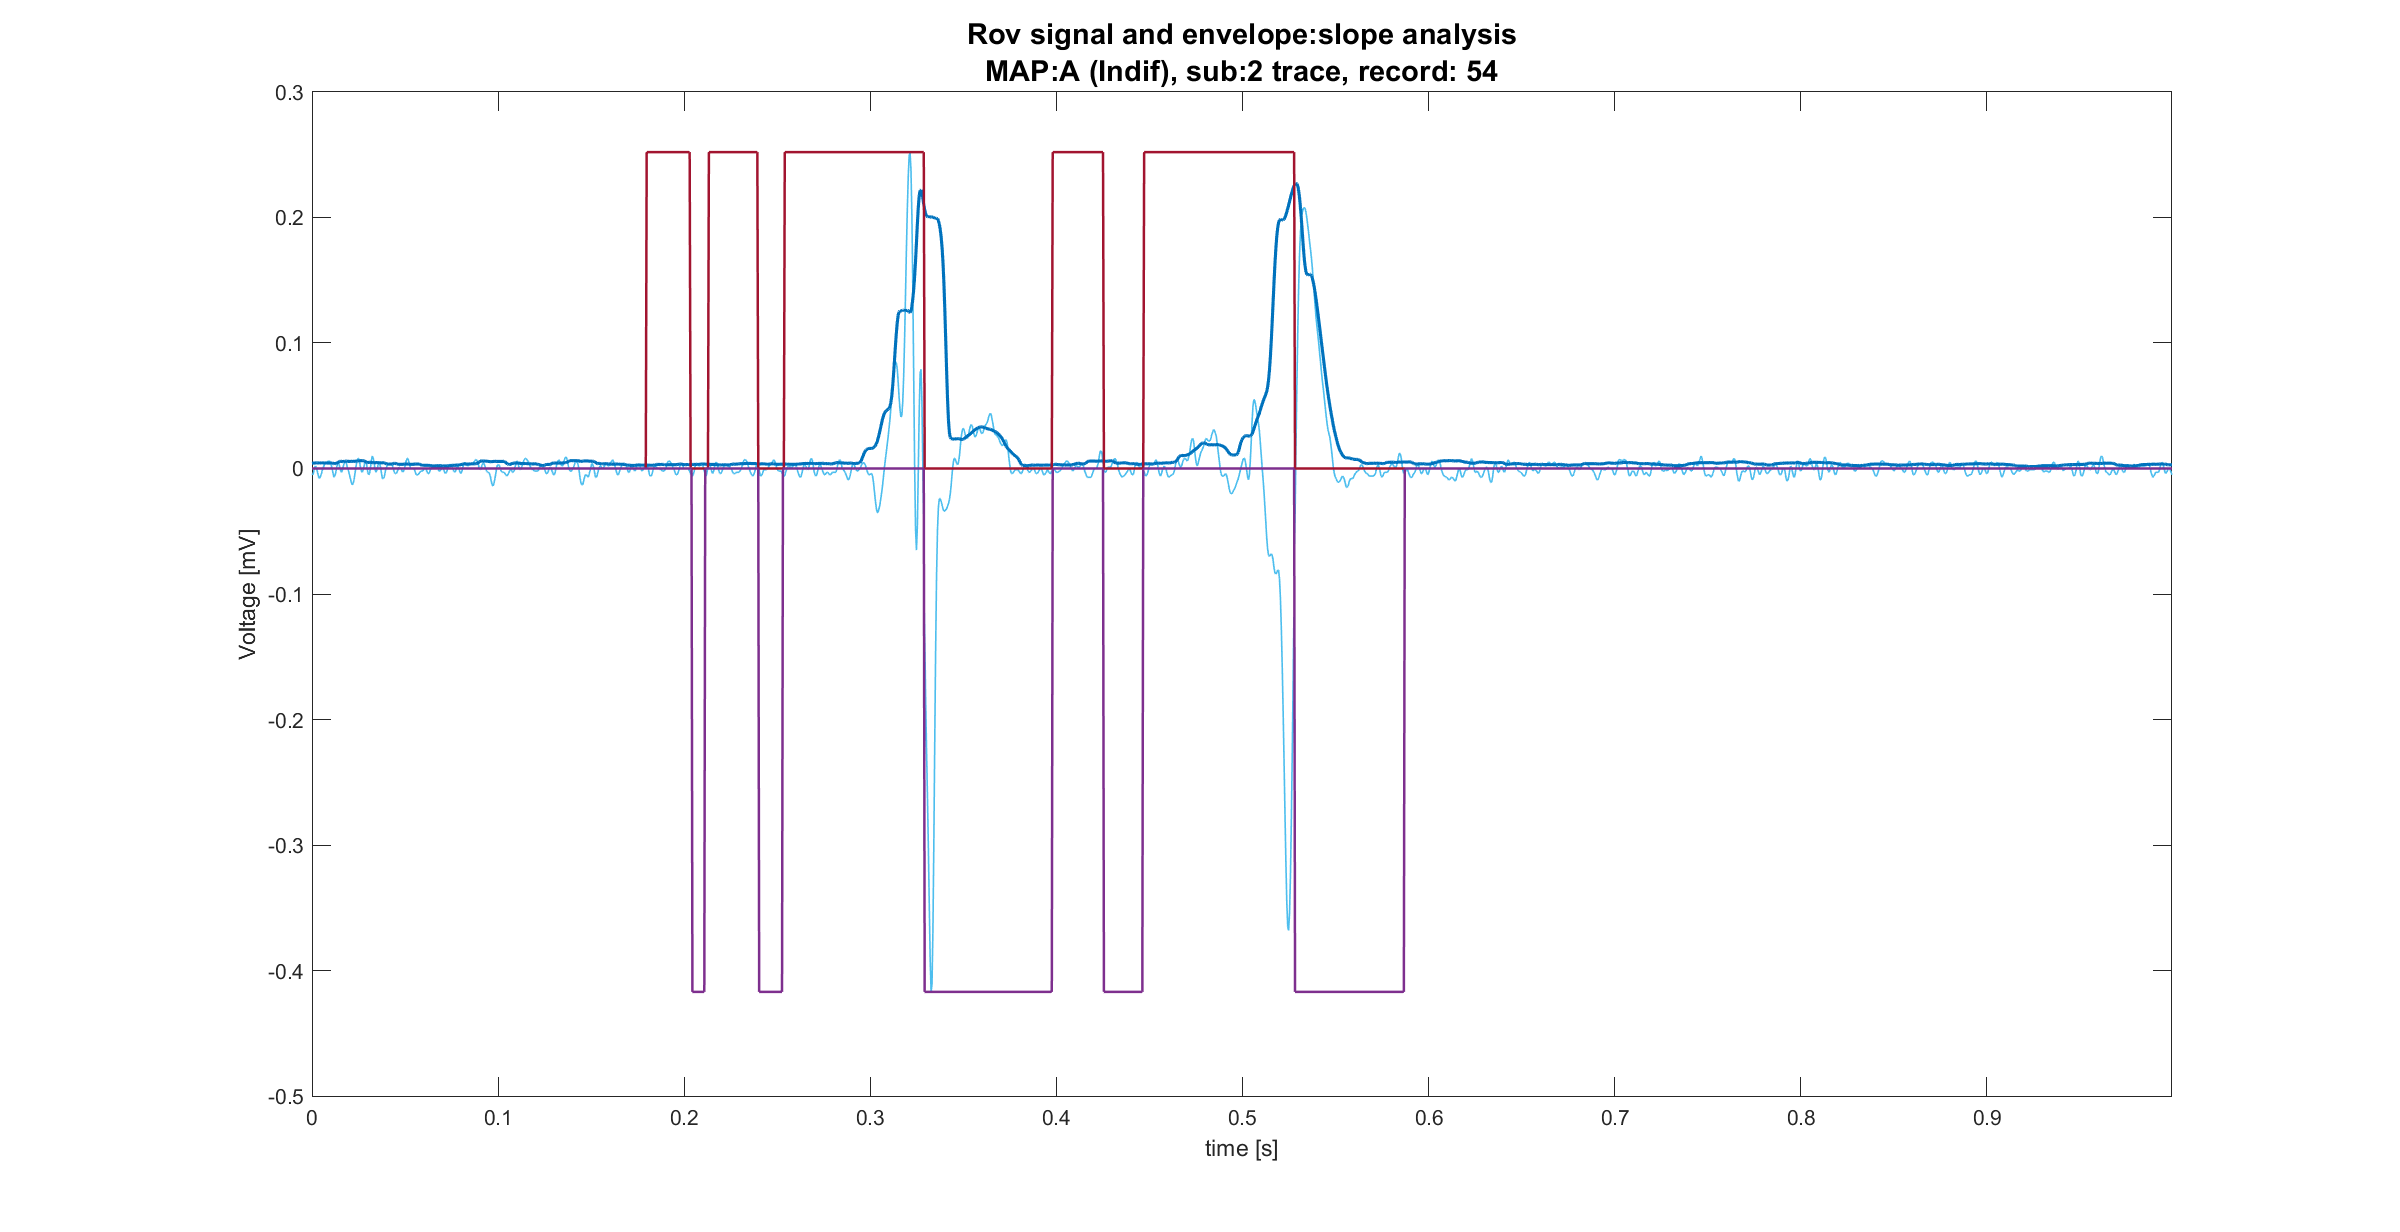 Rov signal and envelope:slope analysis
MAP:A (Indif), sub:2 trace, record: 54
0.3
0.2
0.1
0
-0.1
-0.2
-0.3
-0.4
-0.5
Voltage [mV]
0 0.1 0.2 0.3 0.4 0.5 0.6 0.7 0.8 0.9
time [s]